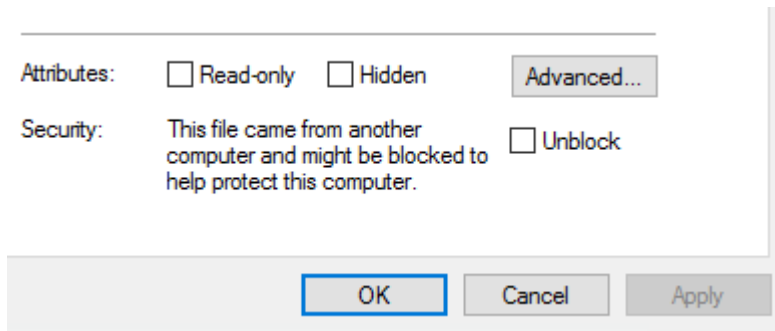 Attributes: Read-only Hidden Advanced...
Security: This file came from another
computer and might be blocked to Unblock
help protect this computer.
OK Cancel Apply